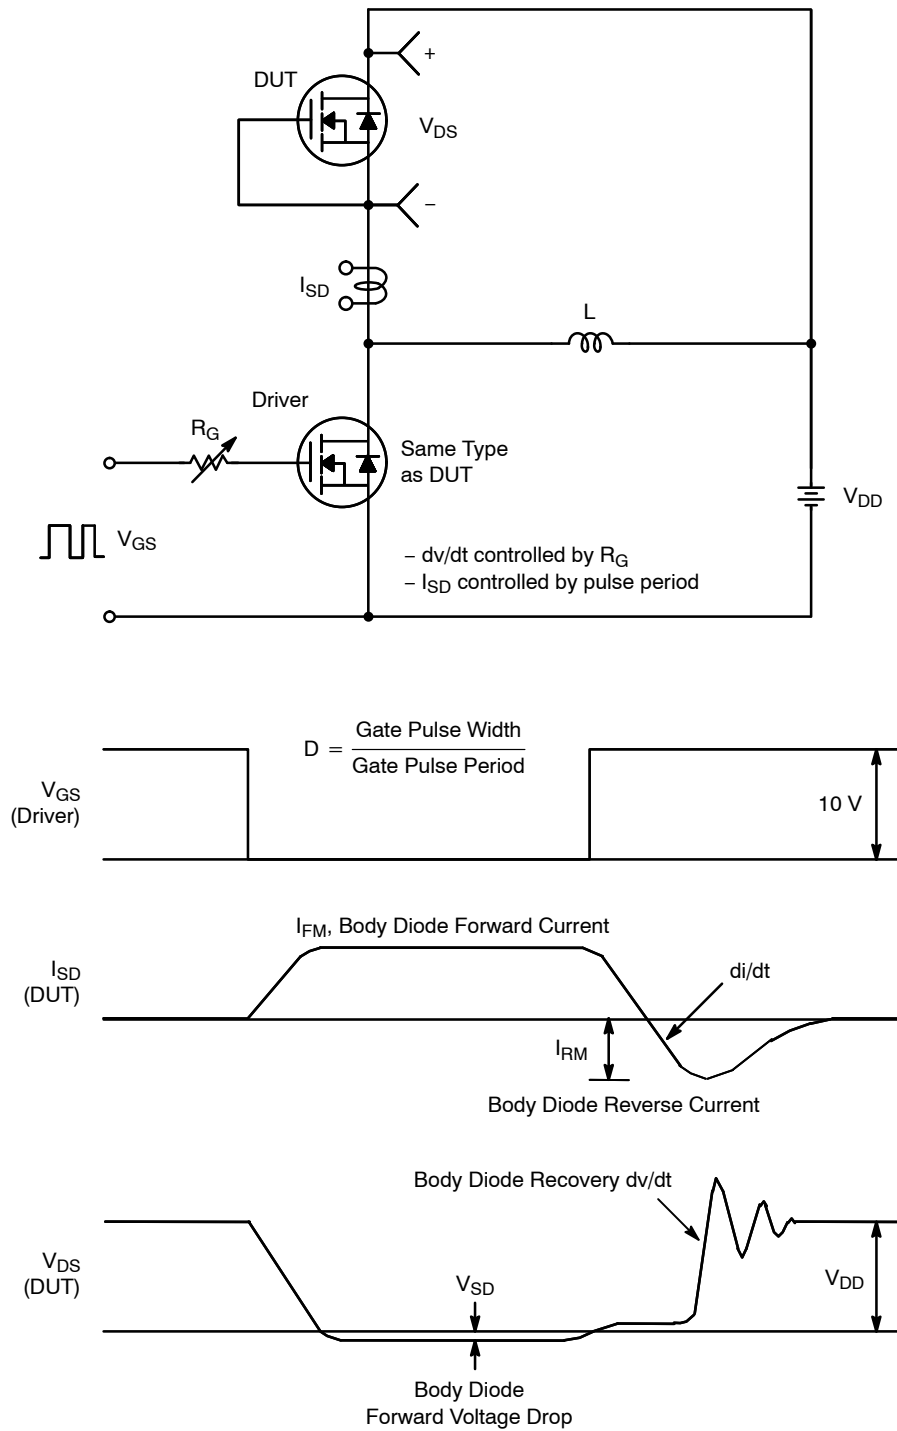 +
DUT
V_DS
−
I_SD
L
Driver
R_G
Same Type
as DUT
V_DD
V_GS
− dv/dt controlled by R_G
− I_SD controlled by pulse period
D = Gate Pulse Width
Gate Pulse Period
V_GS
(Driver)
10 V
I_FM, Body Diode Forward Current
I_SD
(DUT)
di/dt
I_RM
Body Diode Reverse Current
Body Diode Recovery dv/dt
V_DS
(DUT)
V_SD
V_DD
Body Diode
Forward Voltage Drop